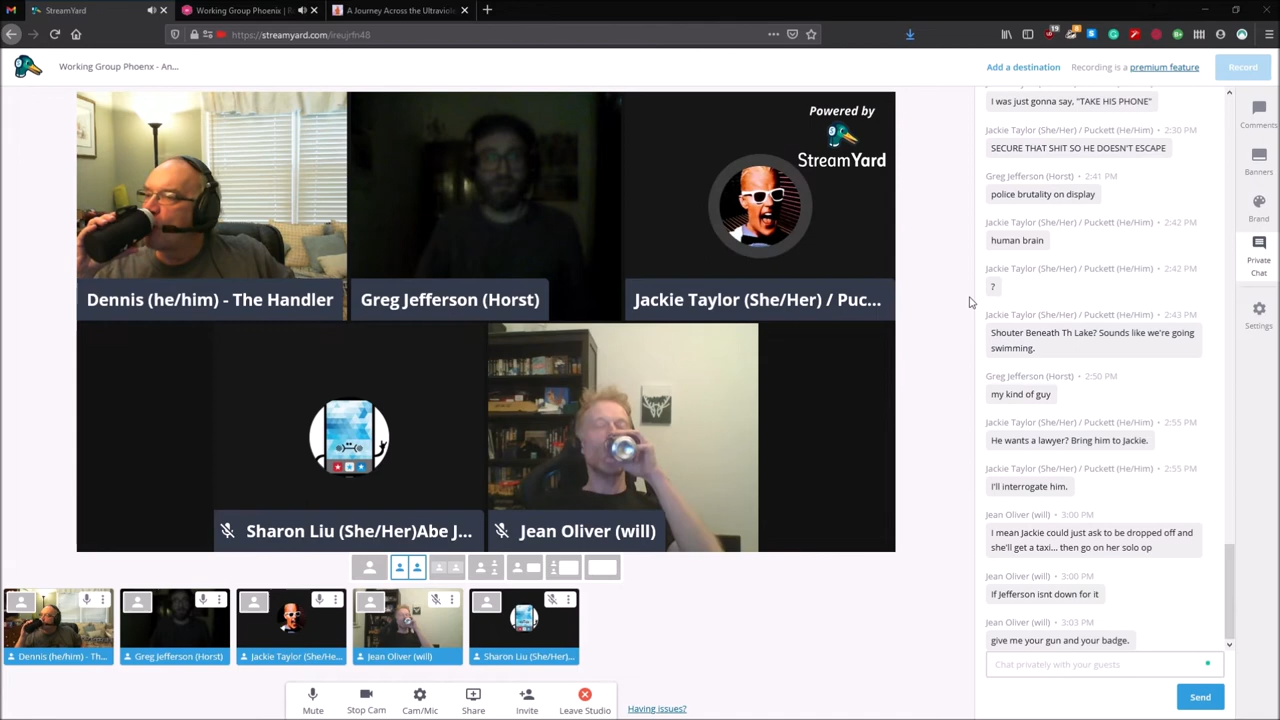 StreamYard
Working Group Phoenix | R
A Journey Across the Ultraviole
https://streamyard.com/ireujrfn48
19
Working Group Phoenx - An...
Add a destination
Recording is a premium feature
Record
Powered by
StreamYard
Dennis (he/him) - The Handler
Greg Jefferson (Horst)
Jackie Taylor (She/Her) / Puc...
Sharon Liu (She/Her)Abe J...
Jean Oliver (will)
Dennis (he/him) - Th...
Greg Jefferson (Horst)
Jackie Taylor (She/He...
Jean Oliver (will)
Sharon Liu (She/Her)...
Mute
Stop Cam
Cam/Mic
Share
Invite
Leave Studio
Having issues?
I was just gonna say, "TAKE HIS PHONE"
Jackie Taylor (She/Her) / Puckett (He/Him) • 2:30 PM
SECURE THAT SHIT SO HE DOESN'T ESCAPE
Greg Jefferson (Horst) • 2:41 PM
police brutality on display
Jackie Taylor (She/Her) / Puckett (He/Him) • 2:42 PM
human brain
Jackie Taylor (She/Her) / Puckett (He/Him) • 2:42 PM
?
Jackie Taylor (She/Her) / Puckett (He/Him) • 2:43 PM
Shouter Beneath Th Lake? Sounds like we're going
swimming.
Greg Jefferson (Horst) • 2:50 PM
my kind of guy
Jackie Taylor (She/Her) / Puckett (He/Him) • 2:55 PM
He wants a lawyer? Bring him to Jackie.
Jackie Taylor (She/Her) / Puckett (He/Him) • 2:55 PM
I'll interrogate him.
Jean Oliver (will) • 3:00 PM
I mean Jackie could just ask to be dropped off and
she'll get a taxi... then go on her solo op
Jean Oliver (will) • 3:00 PM
If Jefferson isnt down for it
Jean Oliver (will) • 3:03 PM
give me your gun and your badge.
Chat privately with your guests
Send
Comments
Banners
Brand
Private
Chat
Settings